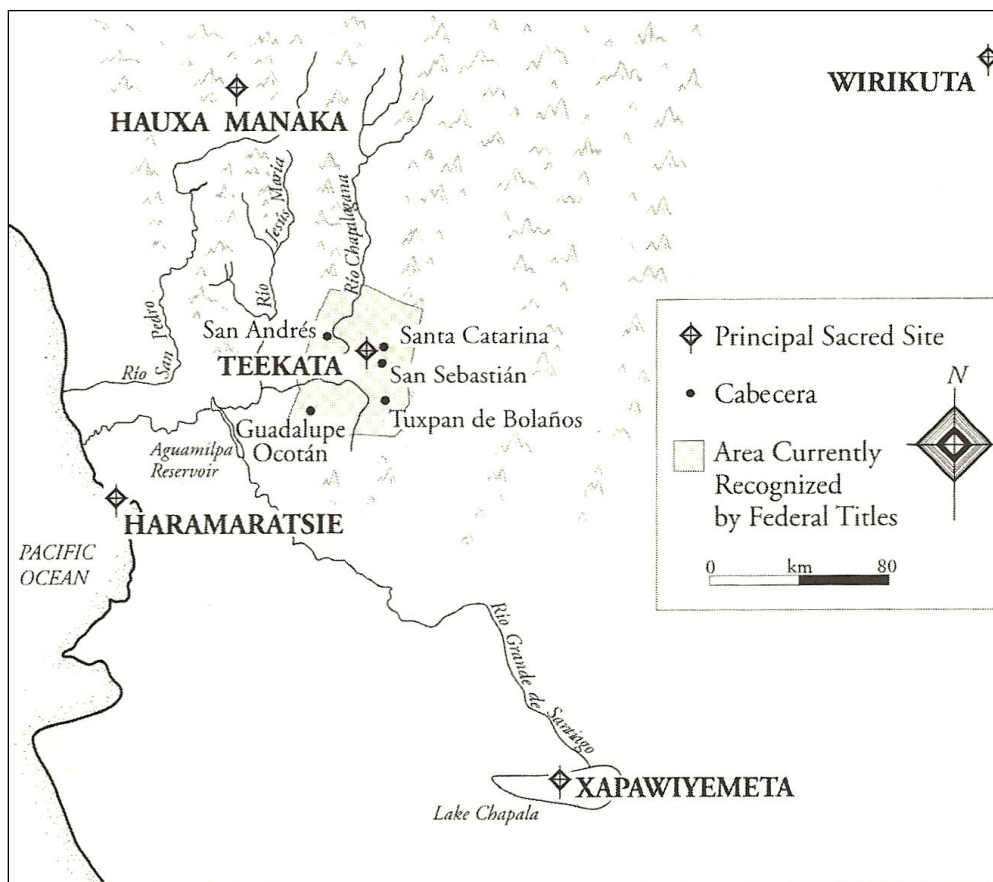 WIRIKUTA
HAUXA MANAKA
Río Jesús María
Río Chapalagana
Río San Pedro
San Andrés
Santa Catarina
TEEKATA
San Sebastián
Tuxpan de Bolaños
Guadalupe
Ocotán
Aguamilpa
Reservoir
HARAMARATSIE
PACIFIC
OCEAN
Río Grande de Santiago
XAPAWIYEMETA
Lake Chapala
Principal Sacred Site
Cabecera
Area Currently
Recognized
by Federal Titles
N
0 km 80